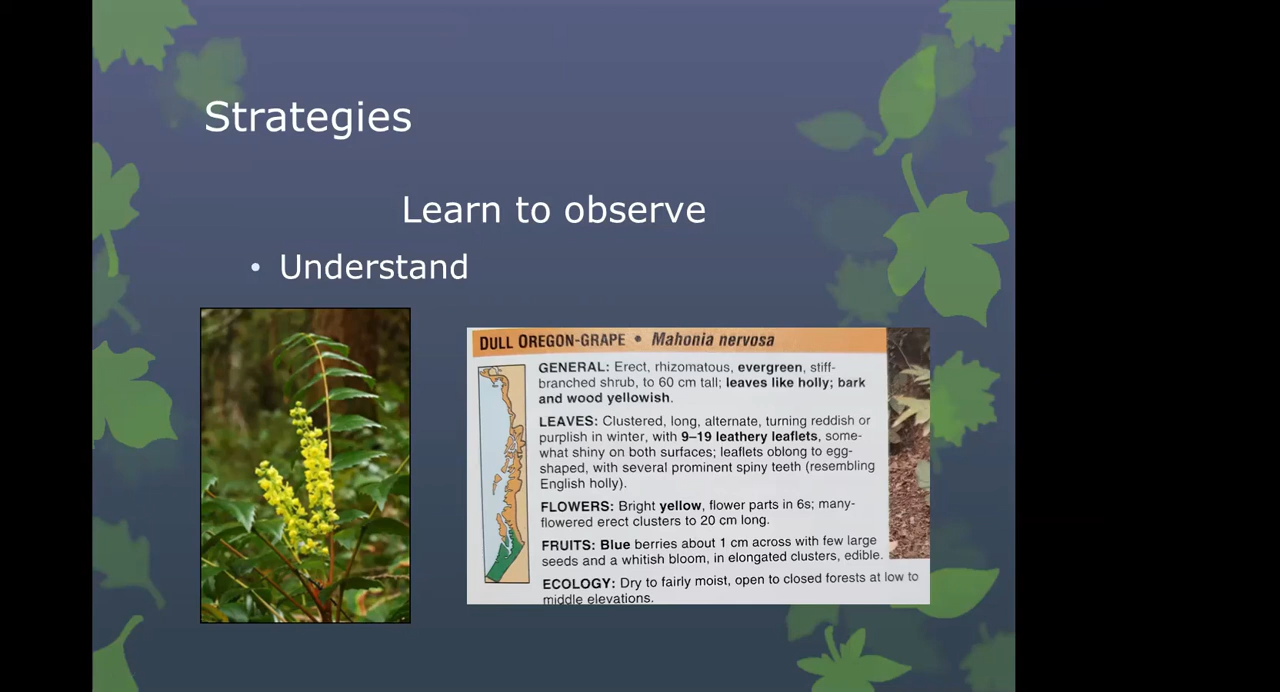 Strategies
Learn to observe
• Understand
DULL OREGON-GRAPE • Mahonia nervosa
GENERAL: Erect, rhizomatous, evergreen, stiff-
branched shrub, to 60 cm tall; leaves like holly; bark
and wood yellowish.
LEAVES: Clustered, long, alternate, turning reddish or
purplish in winter, with 9–19 leathery leaflets, some-
what shiny on both surfaces; leaflets oblong to egg-
shaped, with several prominent spiny teeth (resembling
English holly).
FLOWERS: Bright yellow, flower parts in 6s; many-
flowered erect clusters to 20 cm long.
FRUITS: Blue berries about 1 cm across with few large
seeds and a whitish bloom, in elongated clusters, edible.
ECOLOGY: Dry to fairly moist, open to closed forests at low to
middle elevations.